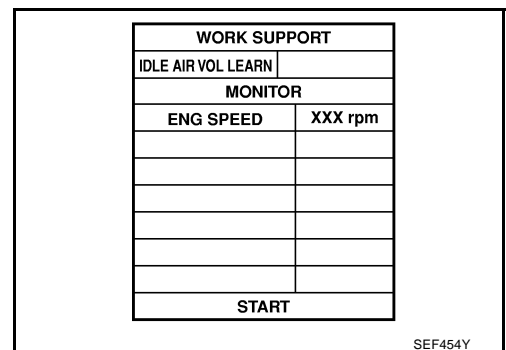 WORK SUPPORT
IDLE AIR VOL LEARN
MONITOR
ENG SPEED XXX rpm
START
SEF454Y